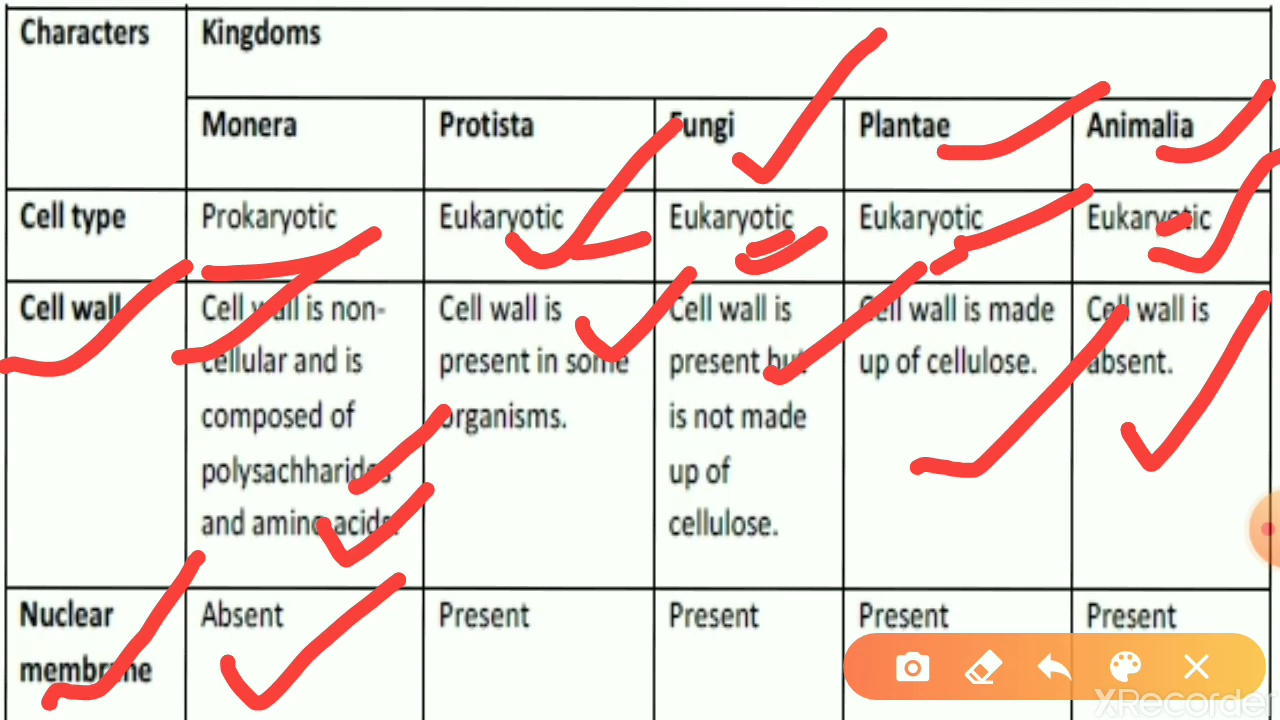 Characters Kingdoms
Monera Protista Fungi Plantae Animalia
Cell type Prokaryotic Eukaryotic Eukaryotic Eukaryotic Eukaryotic
Cell wall Cell wall is non- Cell wall is Cell wall is Cell wall is made Cell wall is
cellular and is present in some present but up of cellulose. absent.
composed of organisms. is not made
polysachharides up of
and amino acids. cellulose.
Nuclear Absent Present Present Present Present
membrane
XRecorder